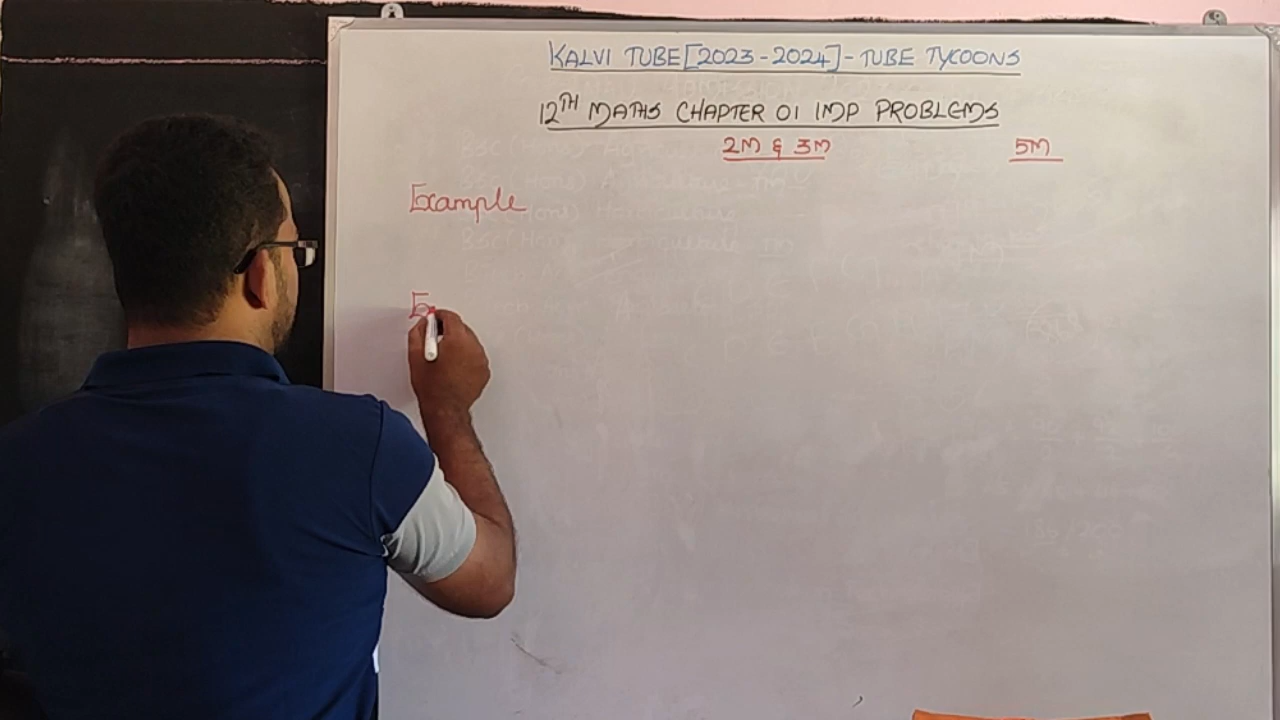 KALVI TUBE[2023-2024]-TUBE TYCOONS
12TH MATHS CHAPTER 01 IMP PROBLEMS
2M & 3M 5M
Example
E